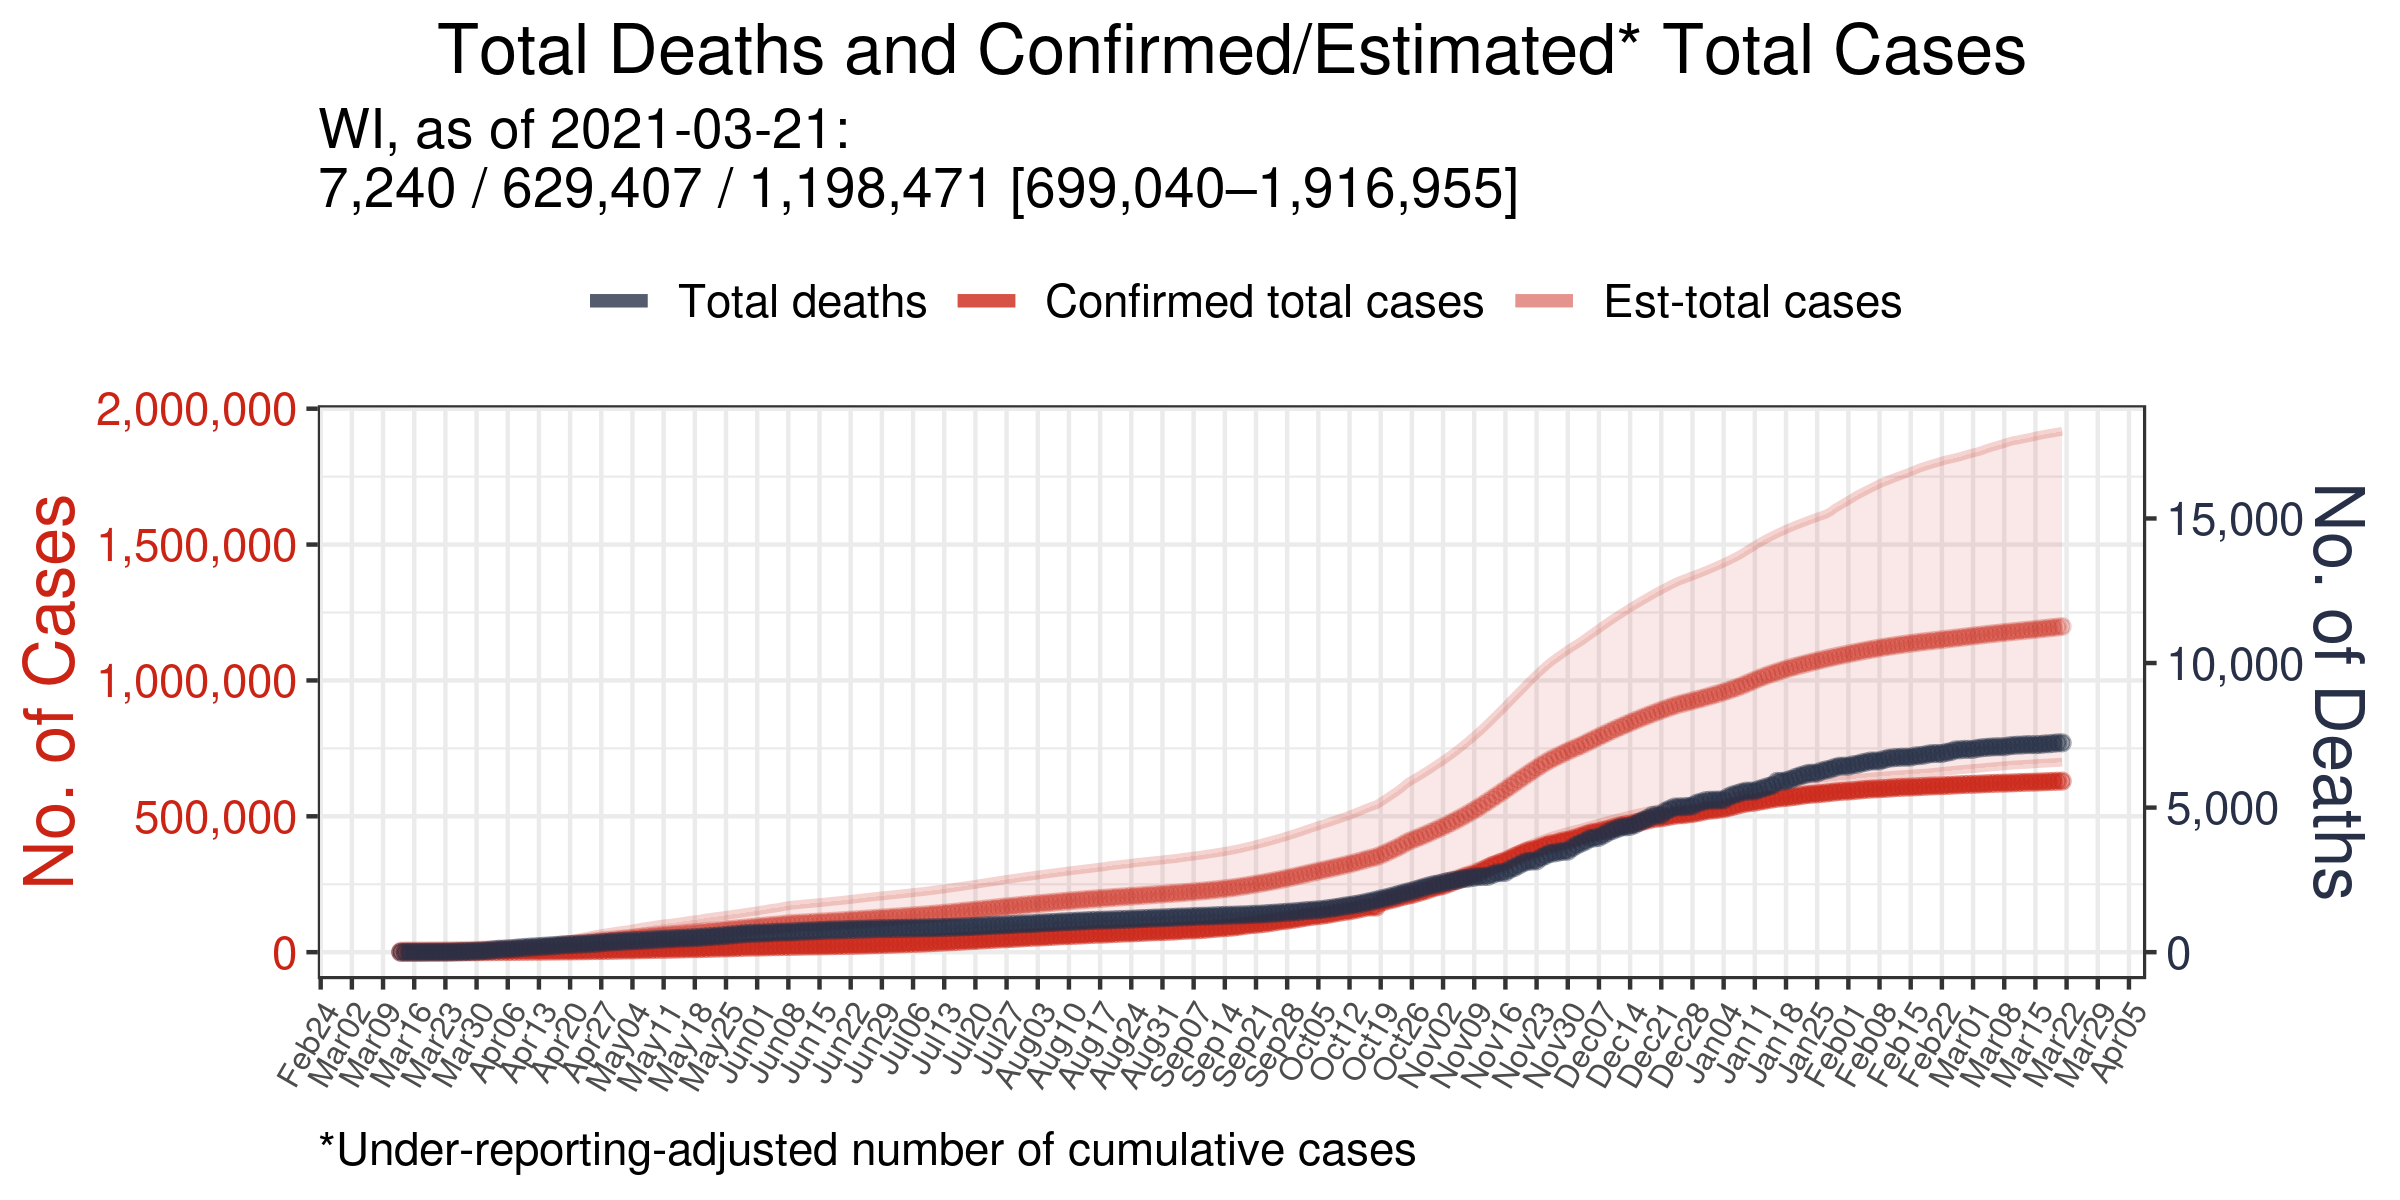 Total Deaths and Confirmed/Estimated* Total Cases
WI, as of 2021-03-21:
7,240 / 629,407 / 1,198,471 [699,040–1,916,955]
Total deaths
Confirmed total cases
Est-total cases
No. of Cases
2,000,000
1,500,000
1,000,000
500,000
0
15,000
10,000
5,000
0
No. of Deaths
Feb24
Mar02
Mar09
Mar16
Mar23
Mar30
Apr06
Apr13
Apr20
Apr27
May04
May11
May18
May25
Jun01
Jun08
Jun15
Jun22
Jun29
Jul06
Jul13
Jul20
Jul27
Aug03
Aug10
Aug17
Aug24
Aug31
Sep07
Sep14
Sep21
Sep28
Oct05
Oct12
Oct19
Oct26
Nov02
Nov09
Nov16
Nov23
Nov30
Dec07
Dec14
Dec21
Dec28
Jan04
Jan11
Jan18
Jan25
Feb01
Feb08
Feb15
Feb22
Mar01
Mar08
Mar15
Mar22
Mar29
Apr05
*Under-reporting-adjusted number of cumulative cases